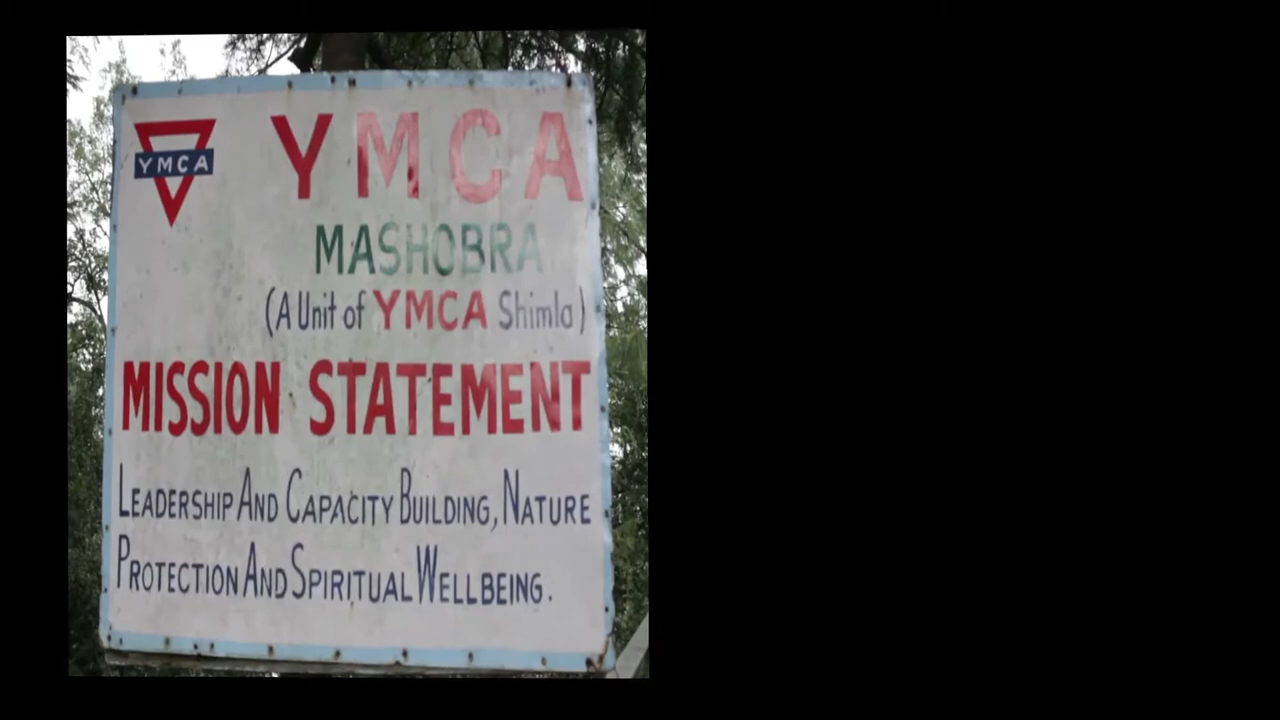 YMCA
YMCA
MASHOBRA
(A Unit of YMCA Shimla)
MISSION STATEMENT
LEADERSHIP AND CAPACITY BUILDING, NATURE
PROTECTION AND SPIRITUAL WELLBEING.